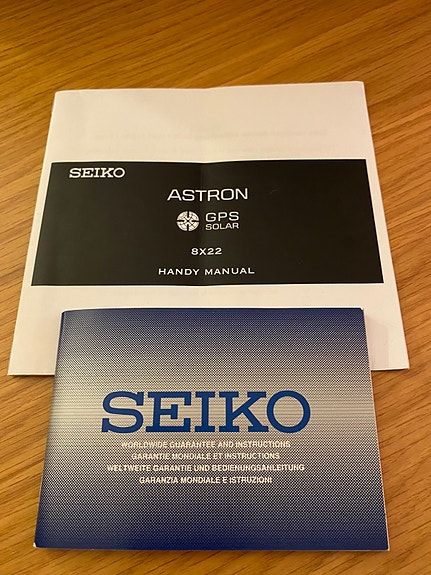 SEIKO
ASTRON
GPS
SOLAR
8X22
HANDY MANUAL
SEIKO
WORLDWIDE GUARANTEE AND INSTRUCTIONS
GARANTIE MONDIALE ET INSTRUCTIONS
WELTWEITE GARANTIE UND BEDIENUNGSANLEITUNG
GARANZIA MONDIALE E ISTRUZIONI